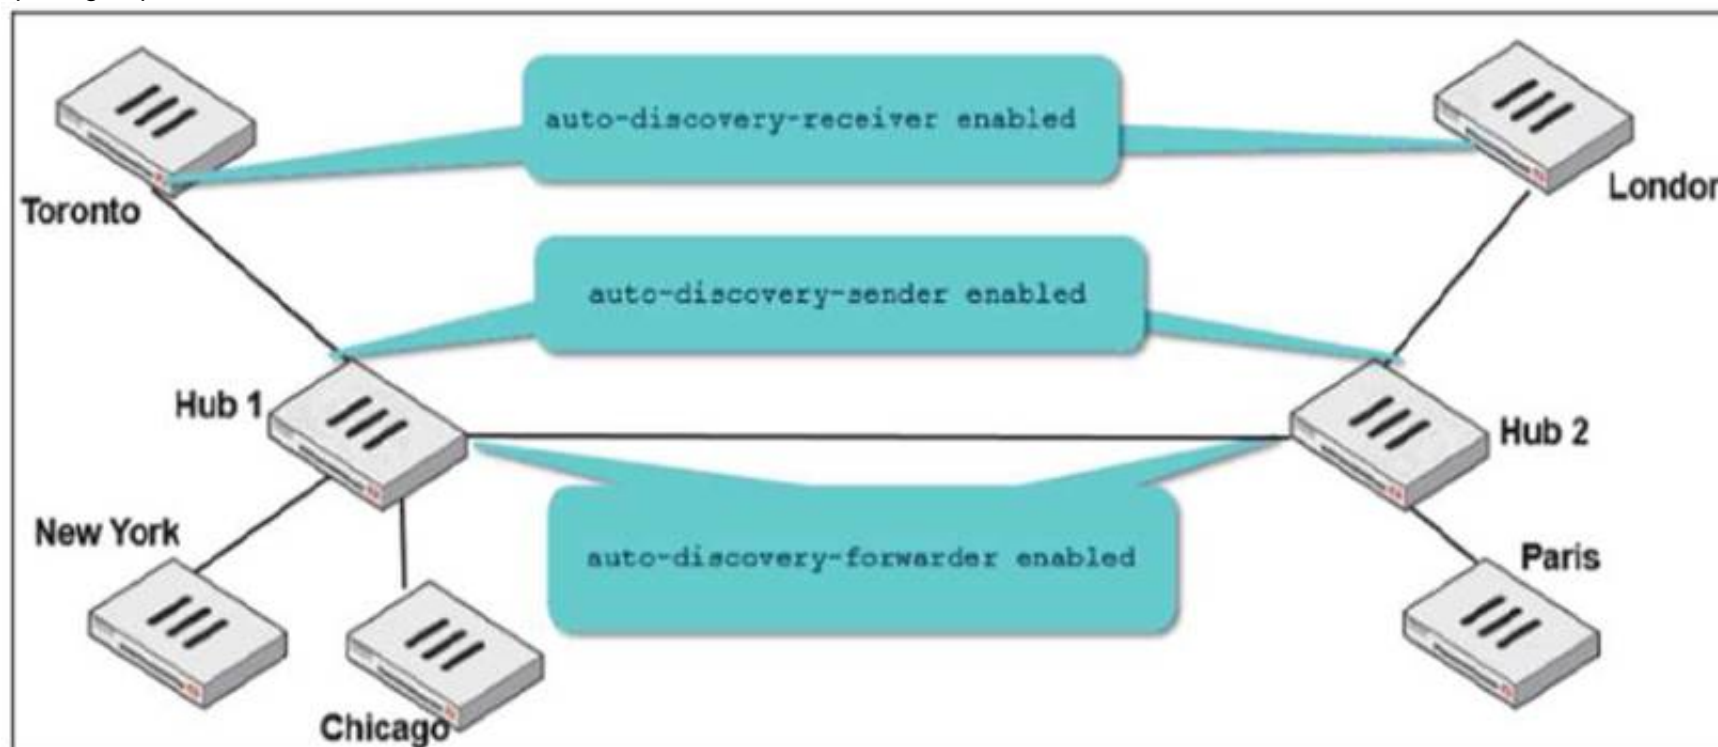 auto-discovery-receiver enabled
Toronto
London
auto-discovery-sender enabled
Hub 1
Hub 2
New York
auto-discovery-forwarder enabled
Paris
Chicago